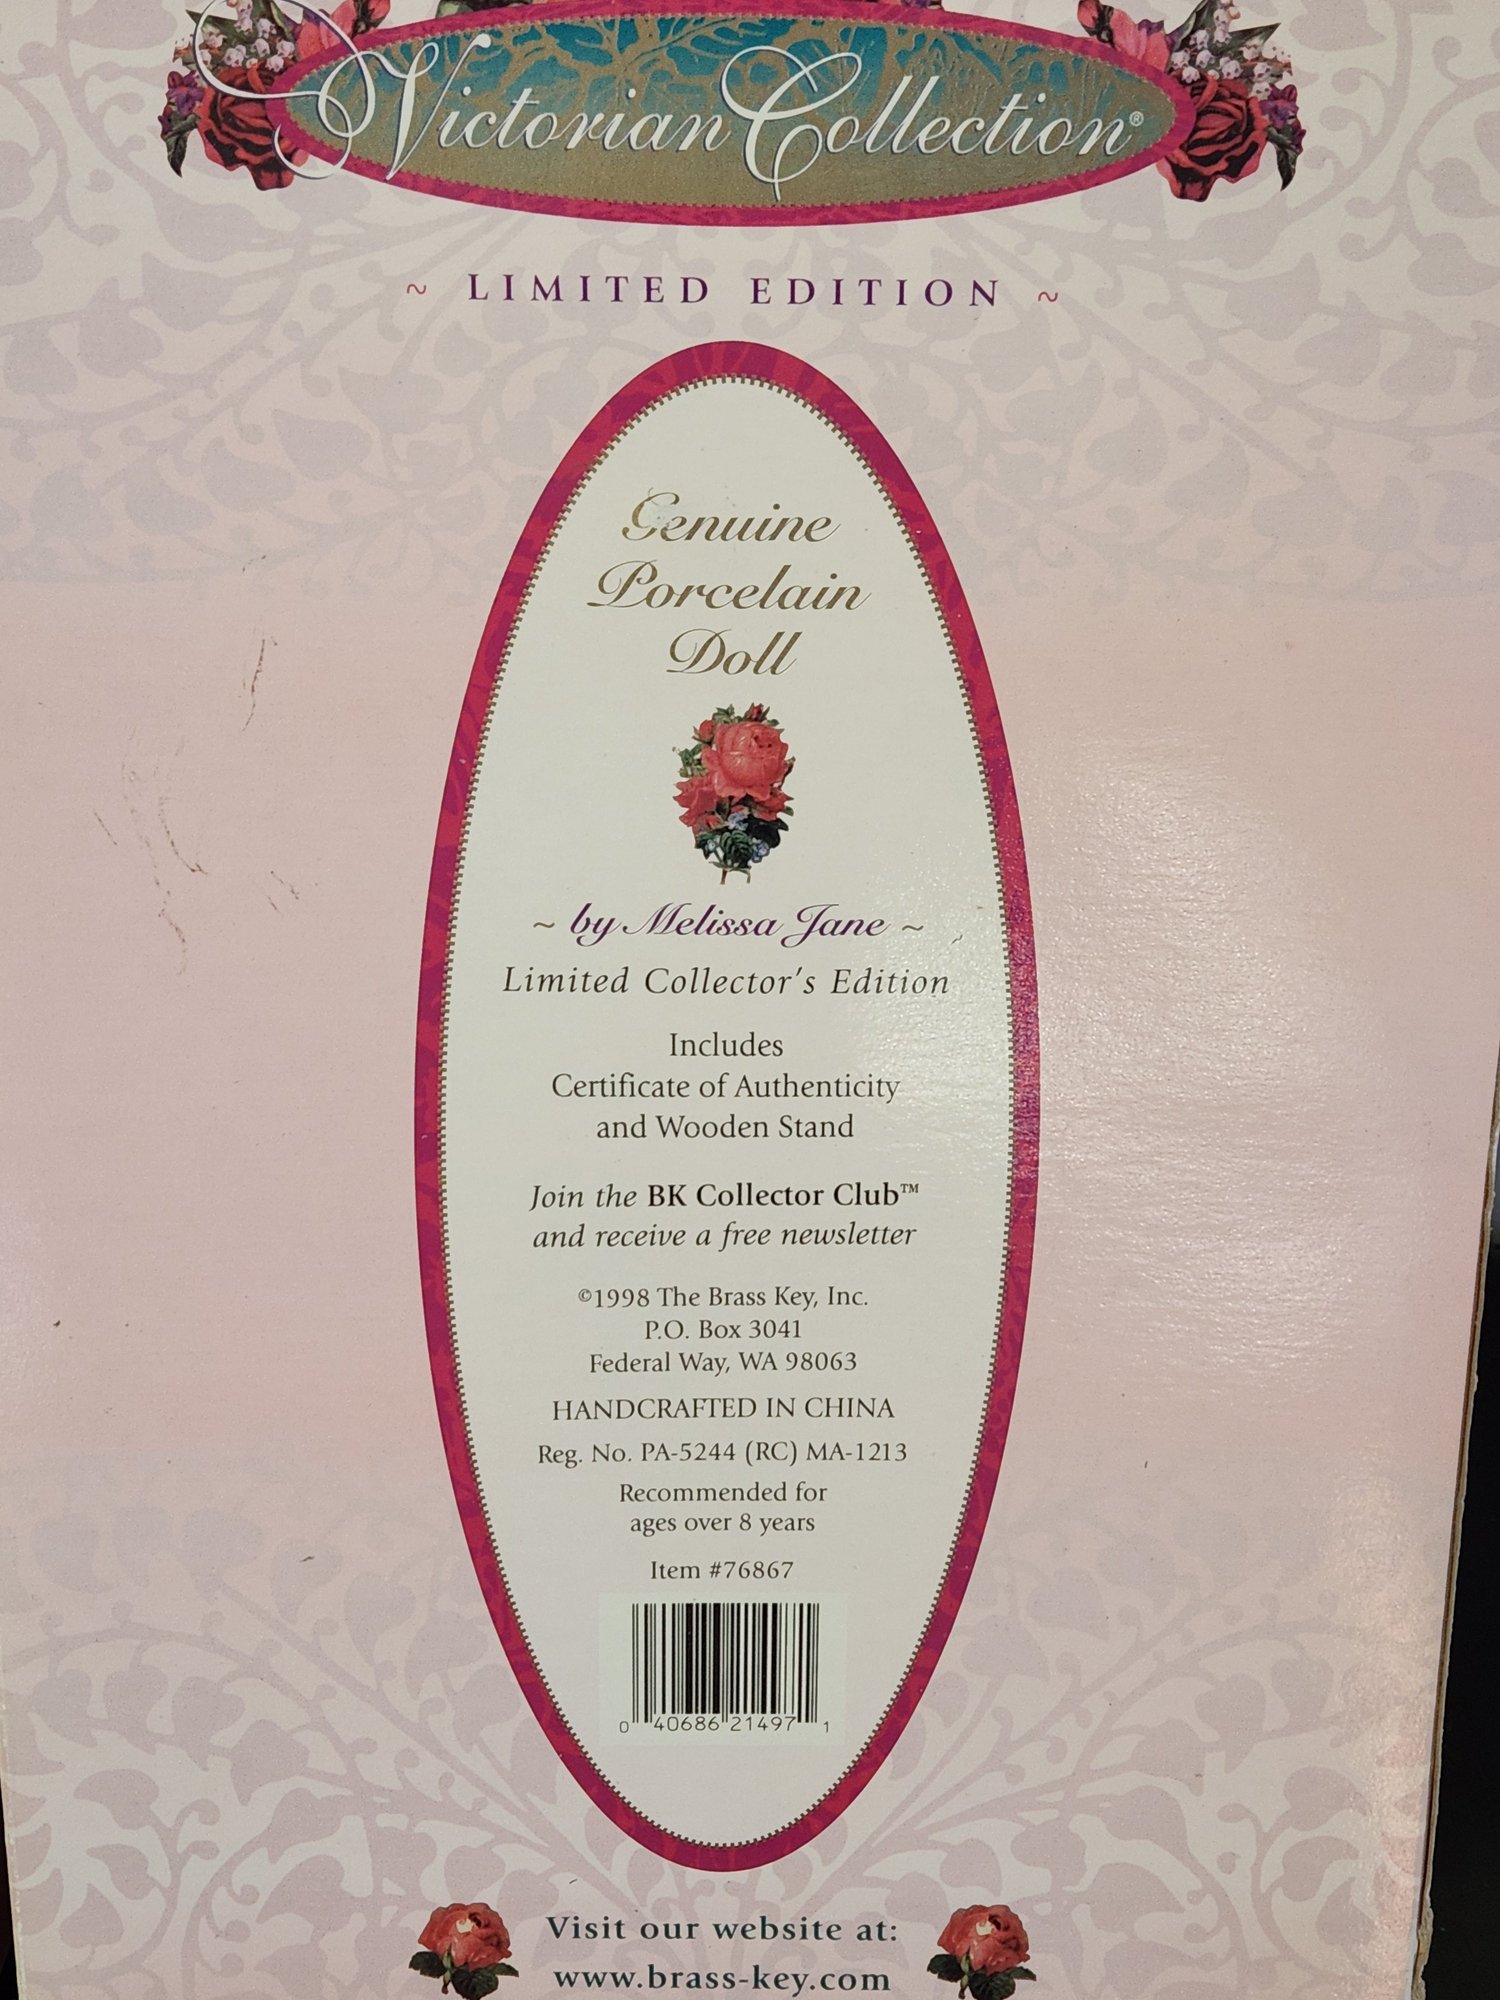 Victorian Collection®
~ LIMITED EDITION ~
Genuine
Porcelain
Doll
~ by Melissa Jane ~
Limited Collector's Edition
Includes
Certificate of Authenticity
and Wooden Stand
Join the BK Collector Club™
and receive a free newsletter
©1998 The Brass Key, Inc.
P.O. Box 3041
Federal Way, WA 98063
HANDCRAFTED IN CHINA
Reg. No. PA-5244 (RC) MA-1213
Recommended for
ages over 8 years
Item #76867
0 40686 21497 1
Visit our website at:
www.brass-key.com